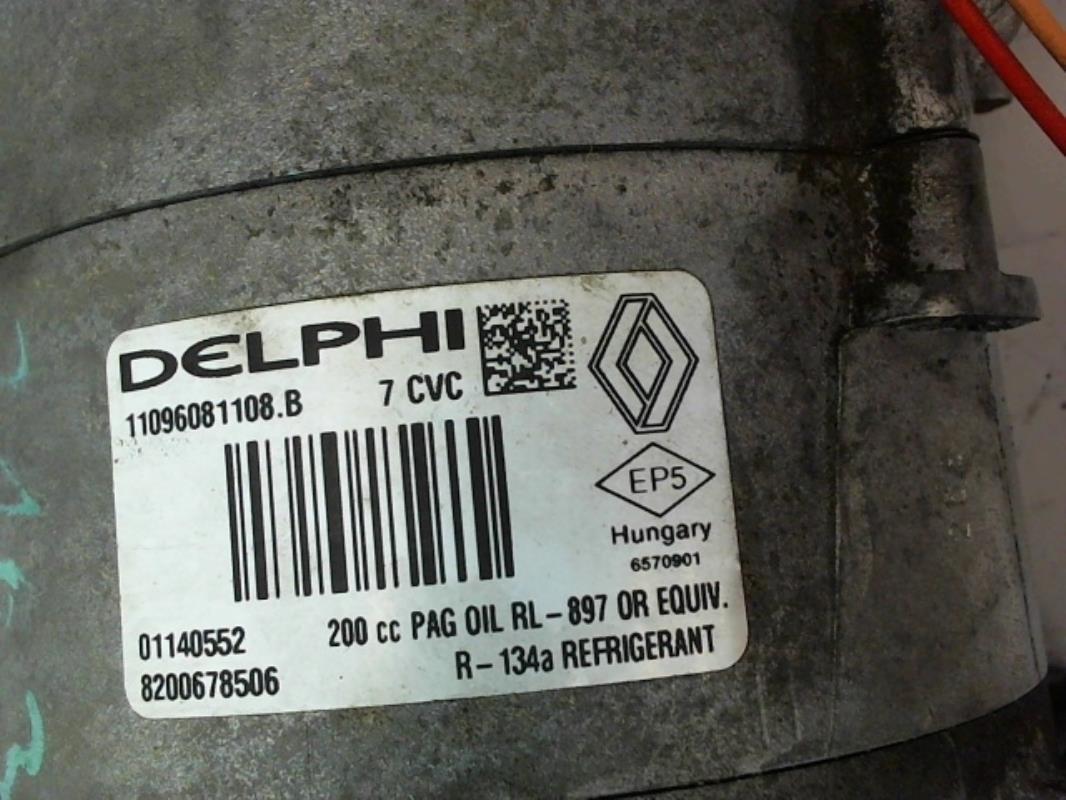 DELPHI
11096081108.B 7 CVC
EP5
Hungary
6570901
01140552
8200678506
200 cc PAG OIL RL-897 OR EQUIV.
R-134a REFRIGERANT